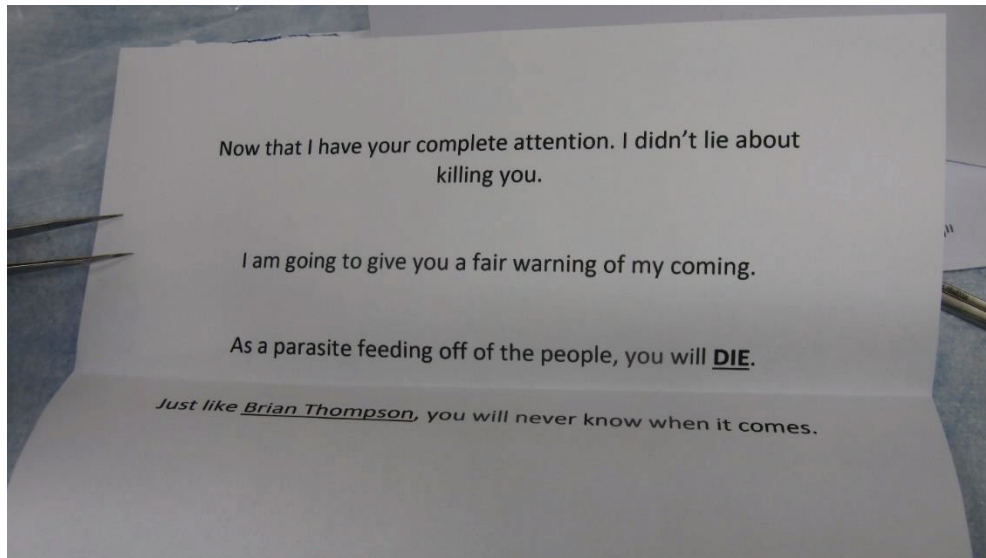 Now that I have your complete attention. I didn't lie about
killing you.
I am going to give you a fair warning of my coming.
As a parasite feeding off of the people, you will DIE.
Just like Brian Thompson, you will never know when it comes.